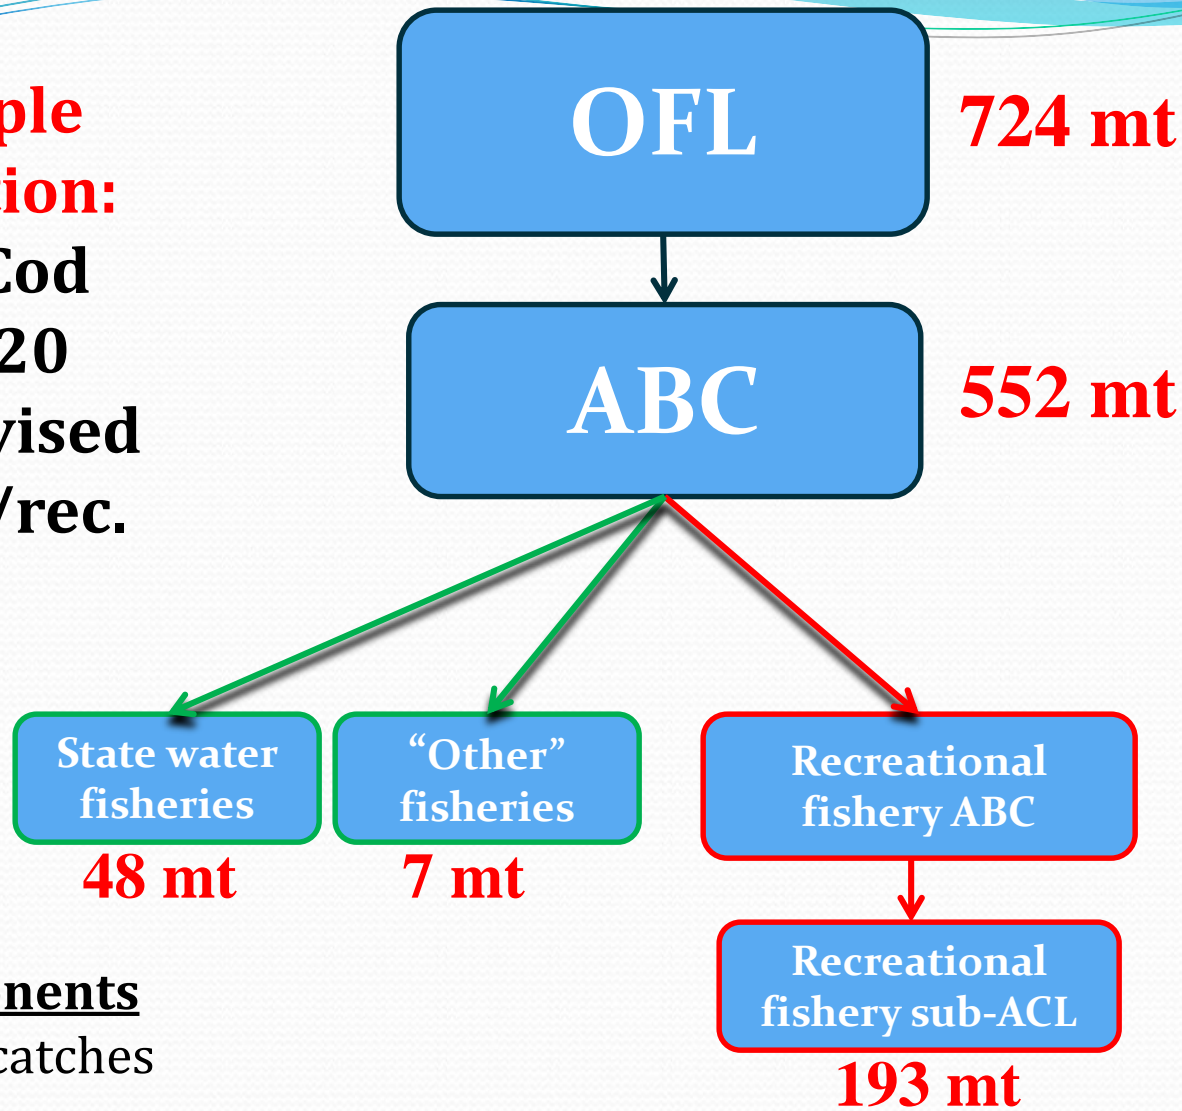 ple
tion:
Cod
20
vised
/rec.
OFL
724 mt
ABC
552 mt
State water
fisheries
48 mt
“Other”
fisheries
7 mt
Recreational
fishery ABC
Recreational
fishery sub-ACL
193 mt
nents
catches